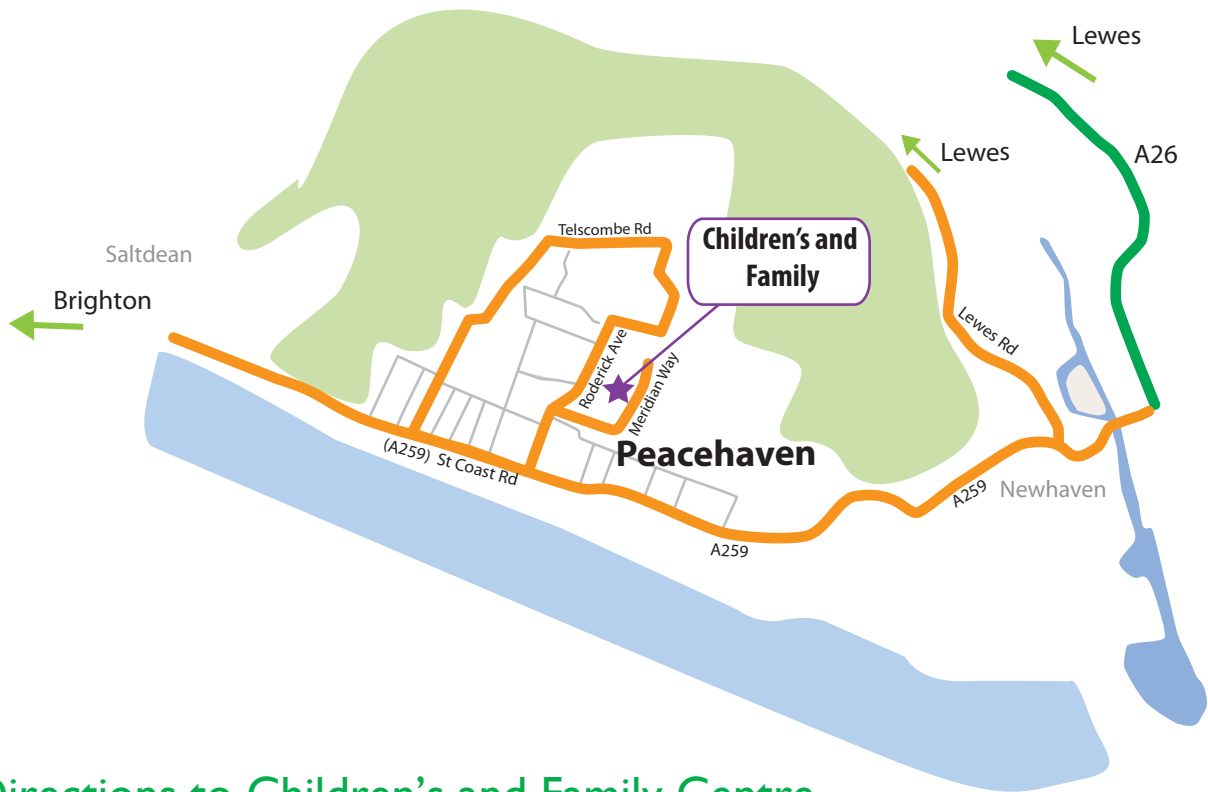 Lewes
A26
Lewes
Telscombe Rd
Children's and
Family
Saltdean
Brighton
Lewes Rd
Roderick Ave
Meridian Way
Peacehaven
(A259) St Coast Rd
A259
Newhaven
A259
Directions to Children's and Family Centre